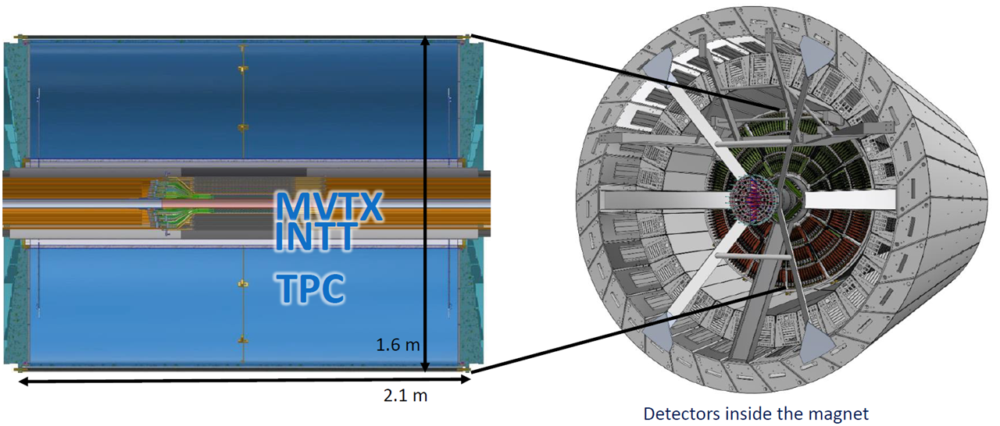 MVTX
INTT
TPC
1.6 m
2.1 m
Detectors inside the magnet